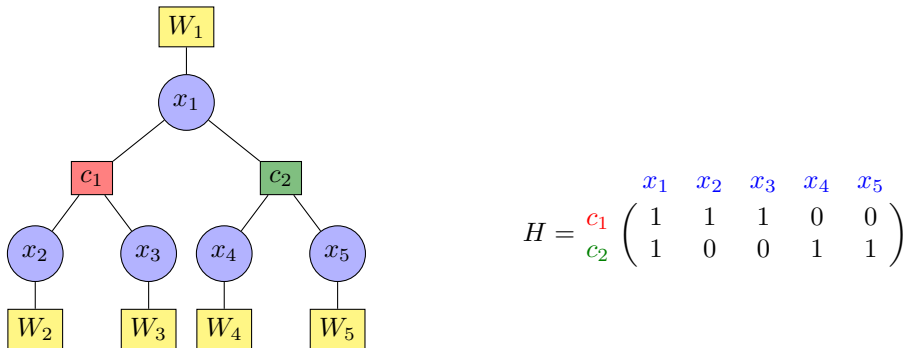 W₁
x₁
c₁ c₂
x₂ x₃ x₄ x₅
W₂ W₃ W₄ W₅
x₁ x₂ x₃ x₄ x₅
H = c₁ ( 1 1 1 0 0 )
c₂ ( 1 0 0 1 1 )